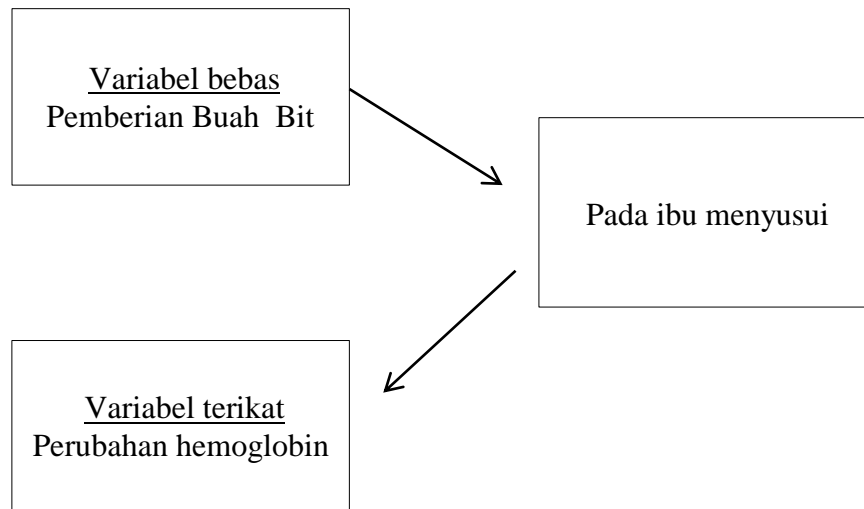 Variabel bebas
Pemberian Buah Bit
Pada ibu menyusui
Variabel terikat
Perubahan hemoglobin